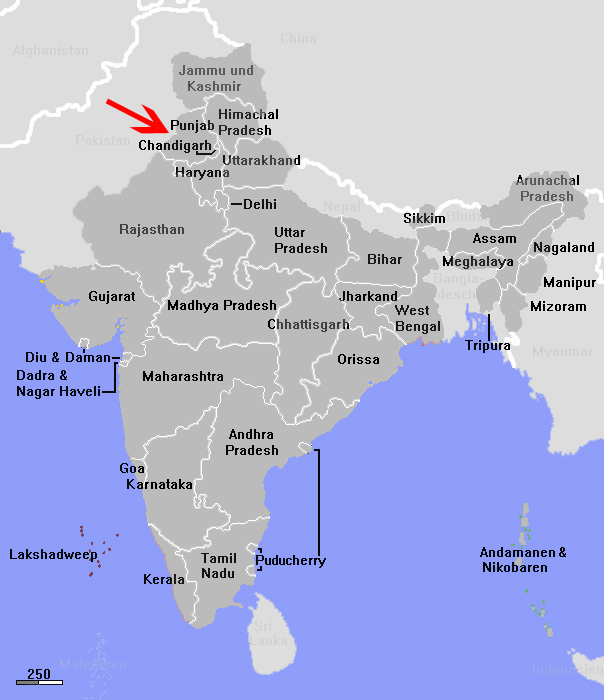 China
Afghanistan
Jammu und
Kashmir
Himachal
Pradesh
Punjab
Pakistan
Chandigarh
Uttarakhand
Haryana
Arunachal
Pradesh
Delhi
Nepal
Sikkim
Bhutan
Rajasthan
Uttar
Pradesh
Assam
Nagaland
Bihar
Meghalaya
Bangla
desch
Manipur
Gujarat
Madhya Pradesh
Jharkand
Mizoram
West
Bengal
Chhattisgarh
Tripura
Myanmar
Diu & Daman
Orissa
Dadra &
Nagar Haveli
Maharashtra
Andhra
Pradesh
Goa
Karnataka
Lakshadweep
Tamil
Nadu
Puducherry
Andamanen &
Nikobaren
Kerala
Sri
Lanka
Malediven
250
Indonesien